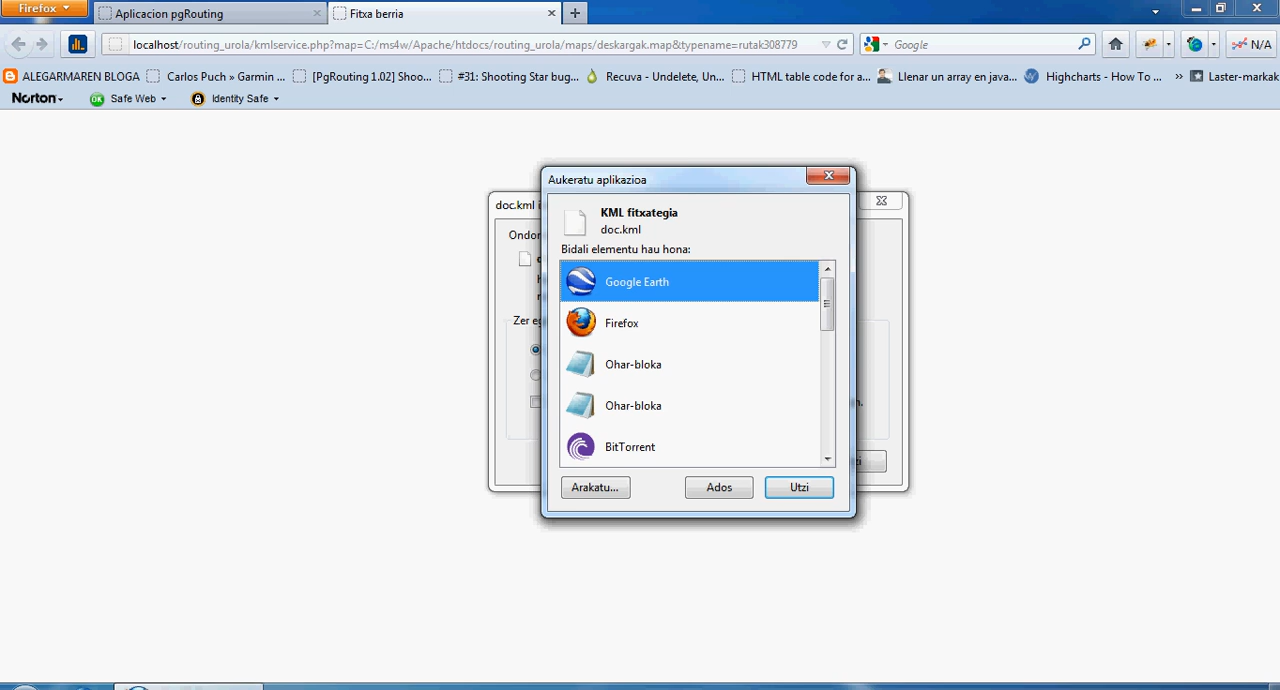 Firefox
Aplicacion pgRouting
Fitxa berria
localhost/routing_urola/kmlservice.php?map=C:/ms4w/Apache/htdocs/routing_urola/maps/deskargak.map&typename=rutak308779
Google
N/A
ALEGARMAREN BLOGA
Carlos Puch » Garmin ...
[PgRouting 1.02] Shoo...
#31: Shooting Star bug...
Recuva - Undelete, Un...
HTML table code for a...
Llenar un array en java...
Highcharts - How To ...
»
Laster-markak
Norton
OK Safe Web
Identity Safe
Aukeratu aplikazioa
doc.kml
KML fitxategia
doc.kml
Bidali elementu hau hona:
Google Earth
Firefox
Ohar-bloka
Ohar-bloka
BitTorrent
Zer
Arakatu...
Ados
Utzi